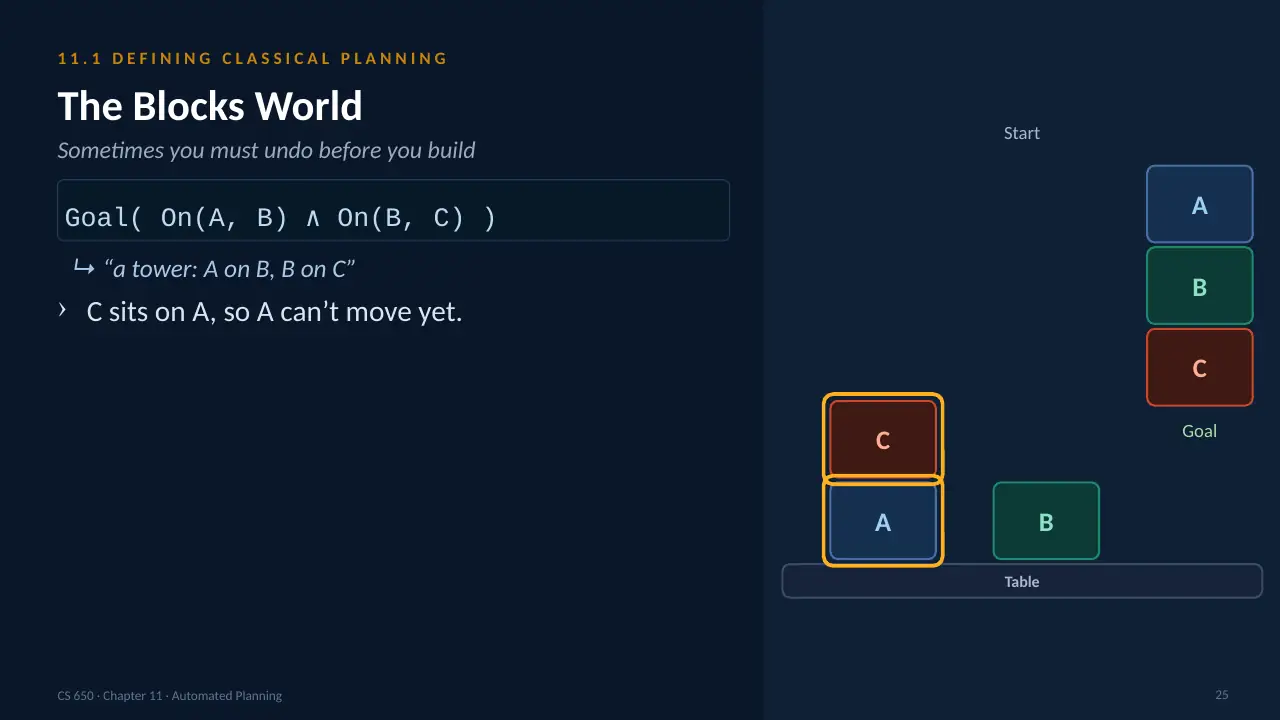 11.1 DEFINING CLASSICAL PLANNING
The Blocks World
Sometimes you must undo before you build
Goal( On(A, B) ∧ On(B, C) )
↪ “a tower: A on B, B on C”
› C sits on A, so A can’t move yet.
Start
A
B
C
Goal
C
A
B
Table
CS 650 · Chapter 11 · Automated Planning
25